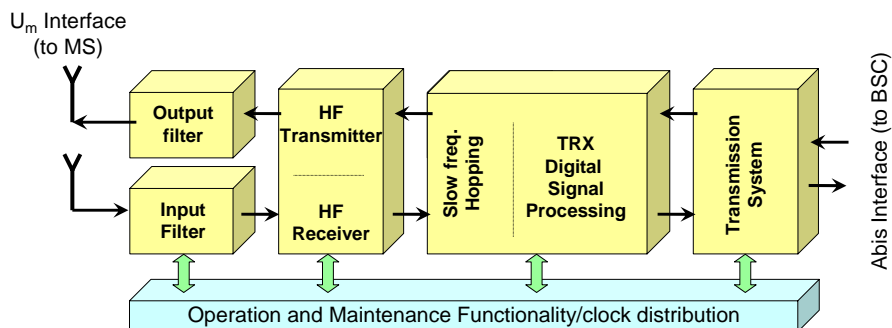 Um Interface
(to MS)
Output
filter
Input
Filter
HF
Transmitter
HF
Receiver
Slow freq.
Hopping
TRX
Digital
Signal
Processing
Transmission
System
Abis Interface (to BSC)
Operation and Maintenance Functionality/clock distribution